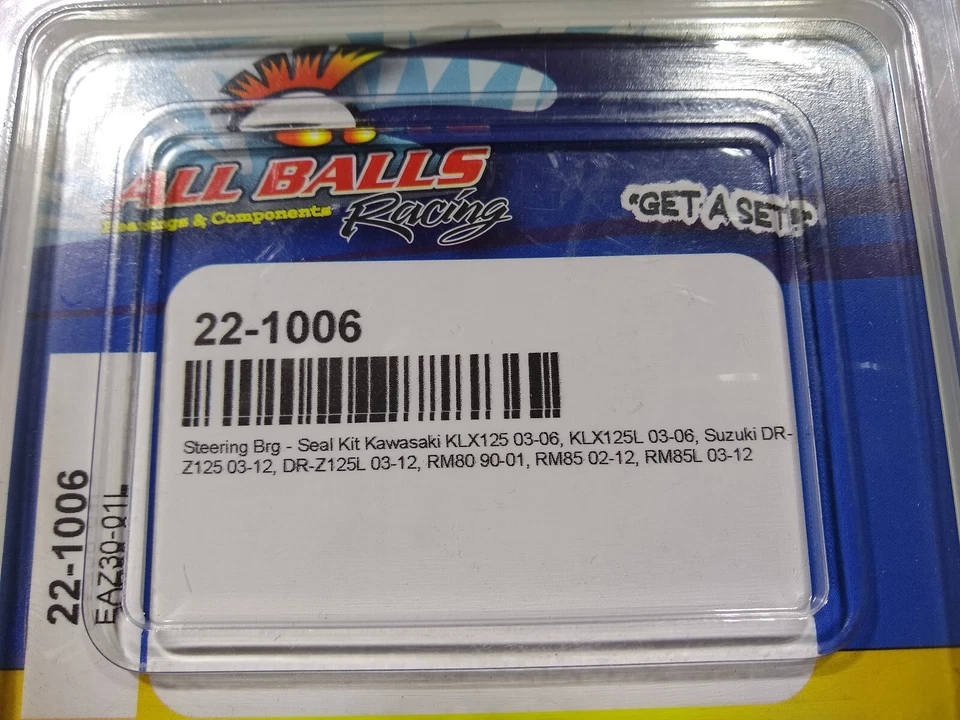 ALL BALLS
Racing
Bearings & Components
"GET A SET!"
22-1006
Steering Brg - Seal Kit Kawasaki KLX125 03-06, KLX125L 03-06, Suzuki DR-
Z125 03-12, DR-Z125L 03-12, RM80 90-01, RM85 02-12, RM85L 03-12
22-1006
EAZ30-01L